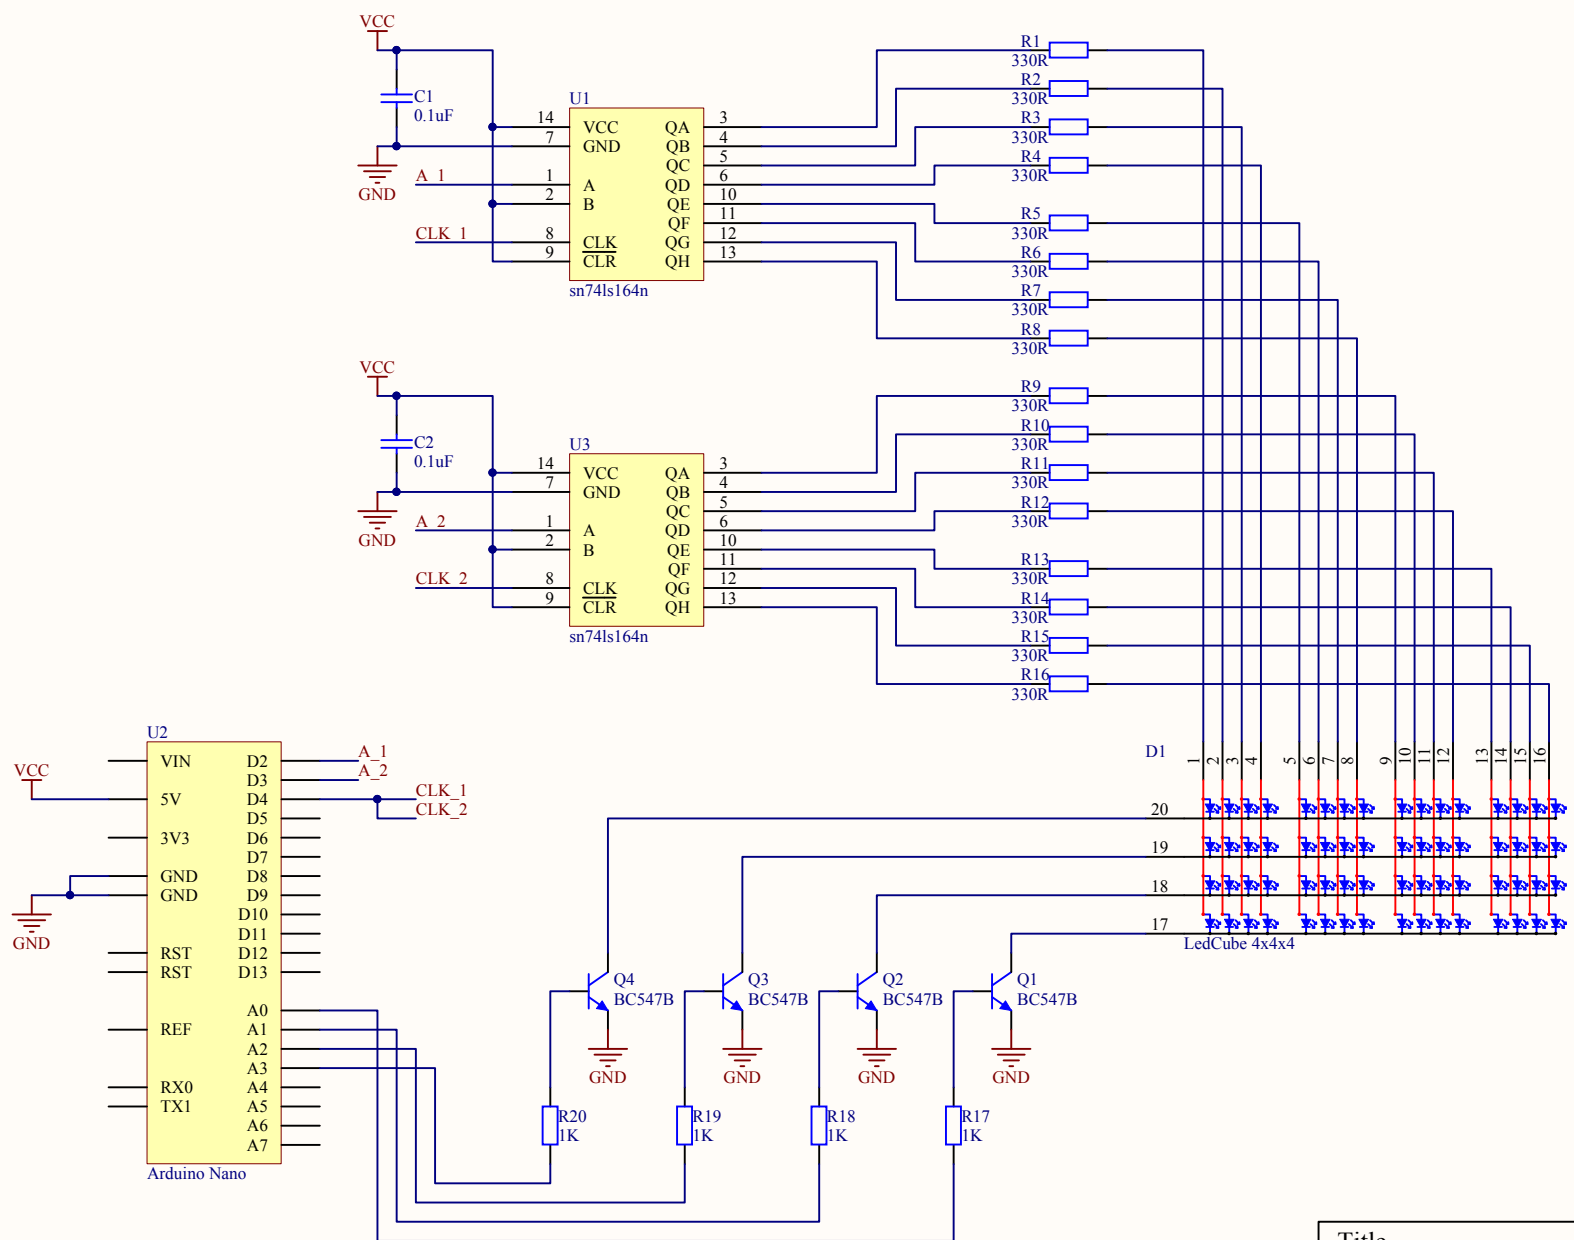 VCC
C1
0.1uF
GND
A_1
CLK_1
U1
14 VCC QA 3
7 GND QB 4
QC 5
1 A QD 6
2 B QE 10
QF 11
8 CLK QG 12
9 CLR QH 13
sn74ls164n
R1
330R
R2
330R
R3
330R
R4
330R
R5
330R
R6
330R
R7
330R
R8
330R
VCC
C2
0.1uF
GND
A_2
CLK_2
U3
14 VCC QA 3
7 GND QB 4
QC 5
1 A QD 6
2 B QE 10
QF 11
8 CLK QG 12
9 CLR QH 13
sn74ls164n
R9
330R
R10
330R
R11
330R
R12
330R
R13
330R
R14
330R
R15
330R
R16
330R
U2
VCC
GND
VIN D2 A_1
D3 A_2
5V D4 CLK_1
D5 CLK_2
3V3 D6
D7
GND D8
GND D9
D10
D11
RST D12
RST D13
A0
REF A1
A2
A3
RX0 A4
TX1 A5
A6
A7
Arduino Nano
D1
1 2 3 4 5 6 7 8 9 10 11 12 13 14 15 16
20
19
18
17
LedCube 4x4x4
Q4
BC547B
GND
Q3
BC547B
GND
Q2
BC547B
GND
Q1
BC547B
GND
R20
1K
R19
1K
R18
1K
R17
1K
Title